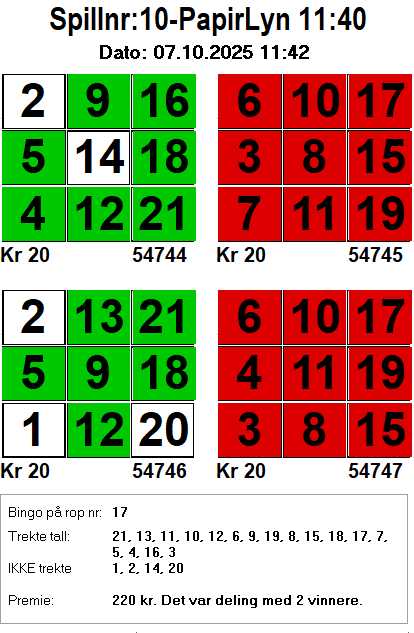 Spillnr:10-PapirLyn 11:40
Dato: 07.10.2025 11:42
2 9 16 6 10 17
5 14 18 3 8 15
4 12 21 7 11 19
Kr 20 54744 Kr 20 54745
2 13 21 6 10 17
5 9 18 4 11 19
1 12 20 3 8 15
Kr 20 54746 Kr 20 54747
Bingo på rop nr: 17
Trekte tall: 21, 13, 11, 10, 12, 6, 9, 19, 8, 15, 18, 17, 7,
5, 4, 16, 3
IKKE trekte 1, 2, 14, 20
Premie: 220 kr. Det var deling med 2 vinnere.